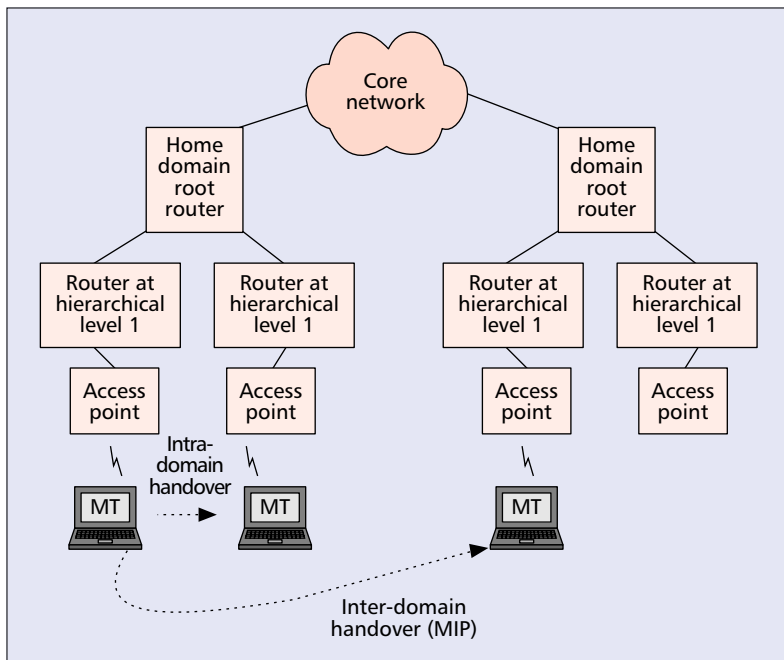 Core
network
Home
domain
root
router
Home
domain
root
router
Router at
hierarchical
level 1
Router at
hierarchical
level 1
Router at
hierarchical
level 1
Router at
hierarchical
level 1
Access
point
Access
point
Access
point
Access
point
Intra-
domain
handover
MT
MT
MT
Inter-domain
handover (MIP)